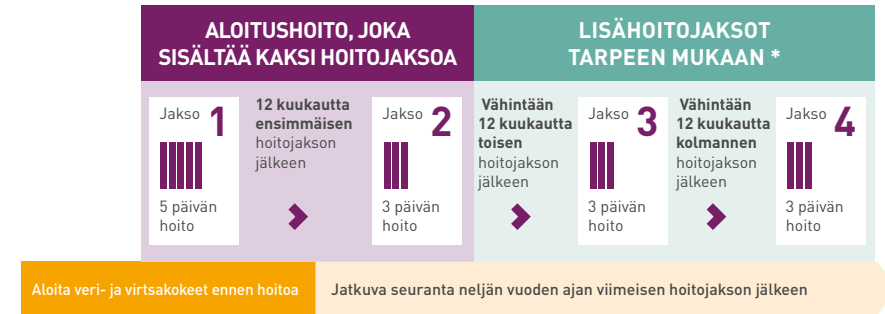 ALOITUSHOITO, JOKA
SISÄLTÄÄ KAKSI HOITOJAKSOA
LISÄHOITOJAKSOT
TARPEEN MUKAAN *
Jakso 1
5 päivän
hoito
12 kuukautta
ensimmäisen
hoitojakson
jälkeen
Jakso 2
3 päivän
hoito
Vähintään
12 kuukautta
toisen
hoitojakson
jälkeen
Jakso 3
3 päivän
hoito
Vähintään
12 kuukautta
kolmannen
hoitojakson
jälkeen
Jakso 4
3 päivän
hoito
Aloita veri- ja virtsakokeet ennen hoitoa
Jatkuva seuranta neljän vuoden ajan viimeisen hoitojakson jälkeen